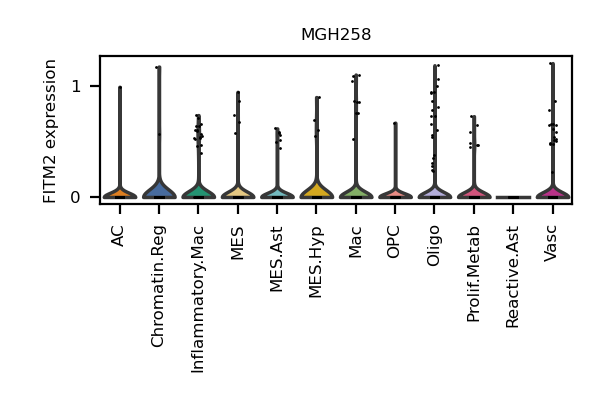 MGH258
FITM2 expression
1
0
AC
Chromatin.Reg
Inflammatory.Mac
MES
MES.Ast
MES.Hyp
Mac
OPC
Oligo
Prolif.Metab
Reactive.Ast
Vasc